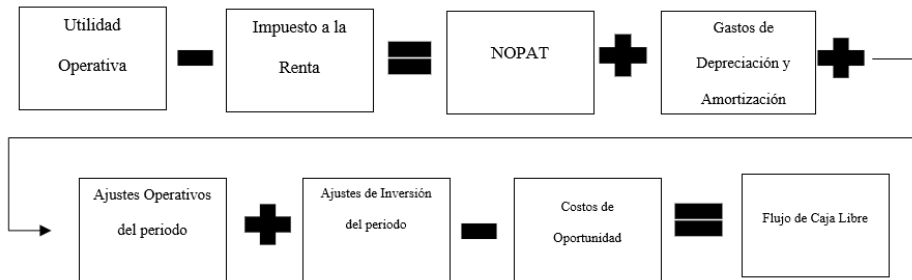 Utilidad
Operativa
Impuesto a la
Renta
NOPAT
Gastos de
Depreciación y
Amortización
Ajustes Operativos
del periodo
Ajustes de Inversión
del periodo
Costos de
Oportunidad
Flujo de Caja Libre